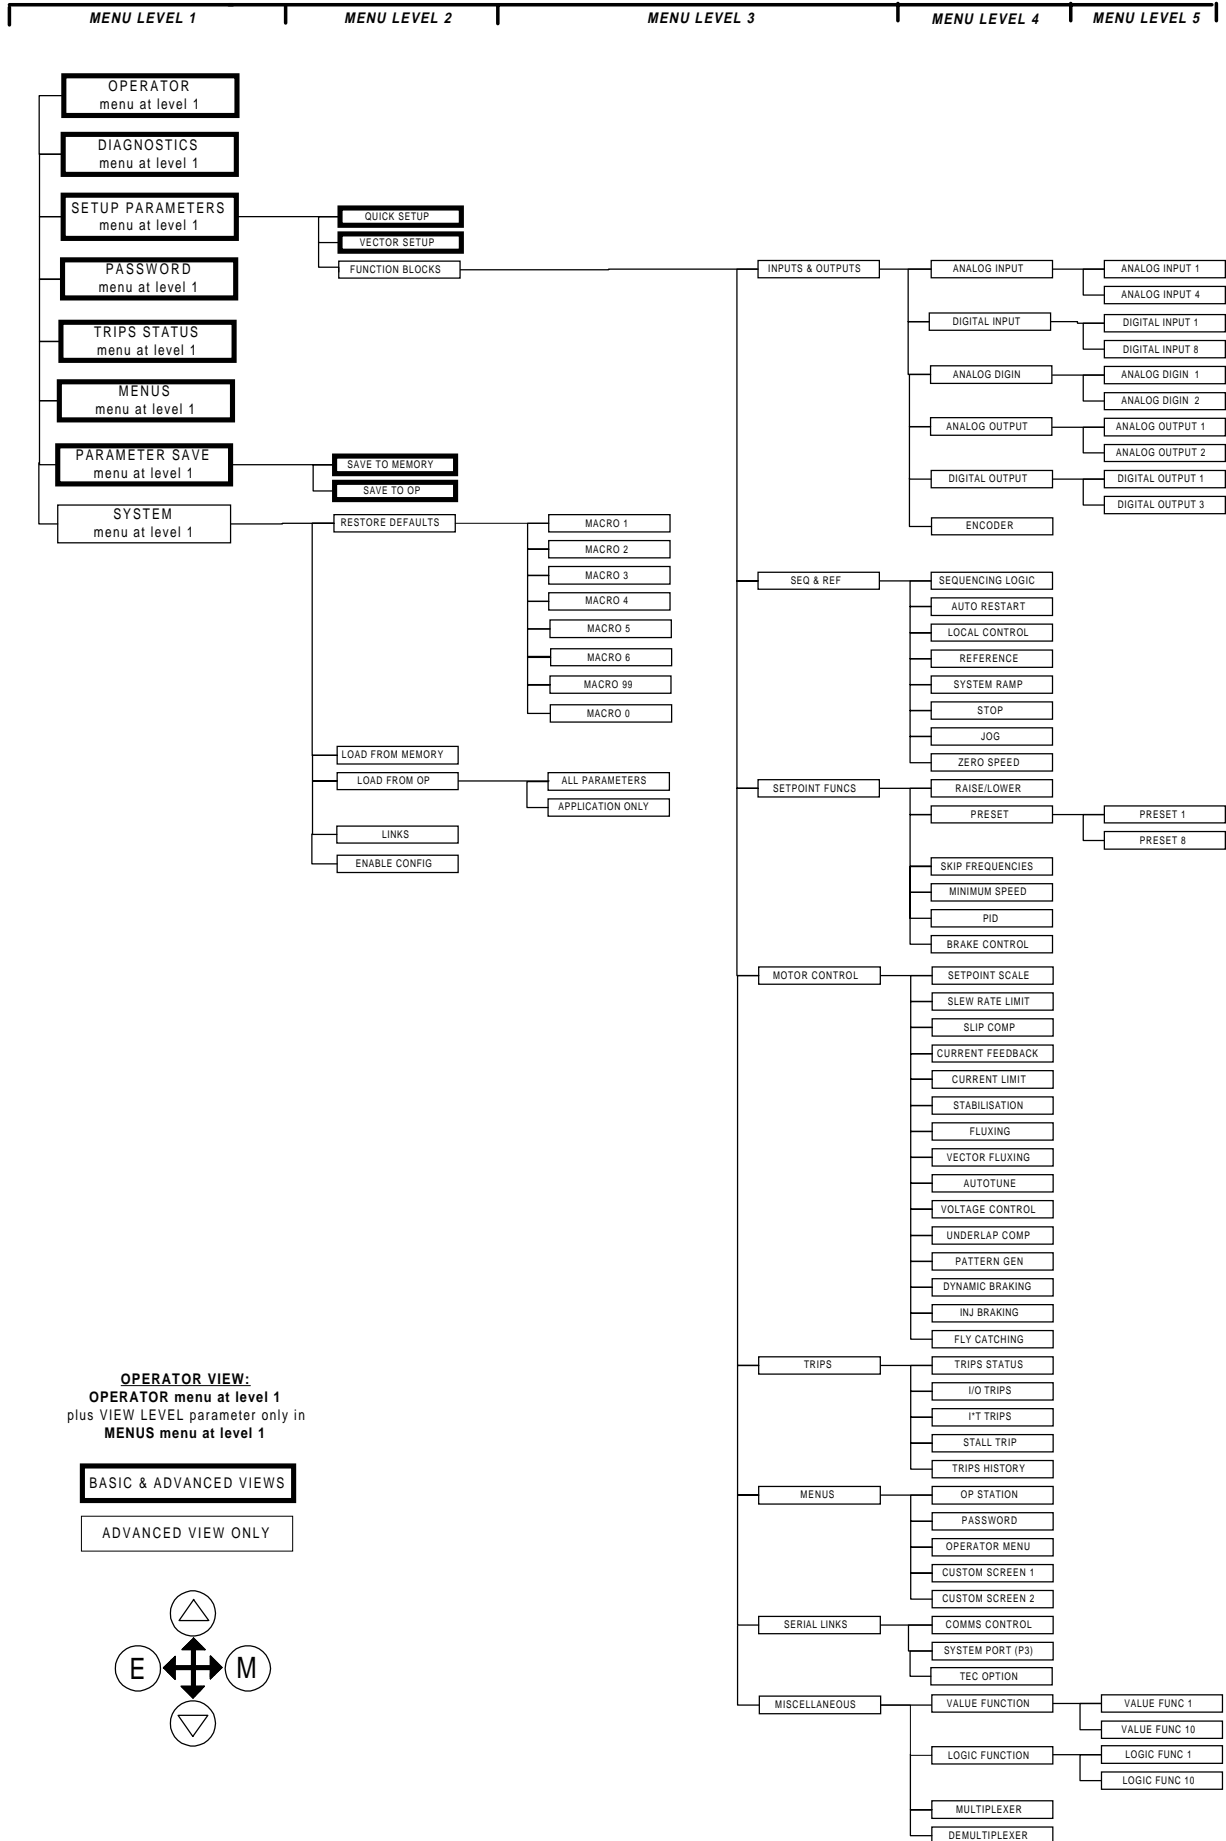 MENU LEVEL 1
MENU LEVEL 2
MENU LEVEL 3
MENU LEVEL 4
MENU LEVEL 5
OPERATOR
menu at level 1
DIAGNOSTICS
menu at level 1
SETUP PARAMETERS
menu at level 1
PASSWORD
menu at level 1
TRIPS STATUS
menu at level 1
MENUS
menu at level 1
PARAMETER SAVE
menu at level 1
SYSTEM
menu at level 1
QUICK SETUP
VECTOR SETUP
FUNCTION BLOCKS
SAVE TO MEMORY
SAVE TO OP
RESTORE DEFAULTS
LOAD FROM MEMORY
LOAD FROM OP
LINKS
ENABLE CONFIG
MACRO 1
MACRO 2
MACRO 3
MACRO 4
MACRO 5
MACRO 6
MACRO 99
MACRO 0
ALL PARAMETERS
APPLICATION ONLY
INPUTS & OUTPUTS
ANALOG INPUT
ANALOG INPUT 1
ANALOG INPUT 4
DIGITAL INPUT
DIGITAL INPUT 1
DIGITAL INPUT 8
ANALOG DIGIN
ANALOG DIGIN 1
ANALOG DIGIN 2
ANALOG OUTPUT
ANALOG OUTPUT 1
ANALOG OUTPUT 2
DIGITAL OUTPUT
DIGITAL OUTPUT 1
DIGITAL OUTPUT 3
ENCODER
SEQ & REF
SEQUENCING LOGIC
AUTO RESTART
LOCAL CONTROL
REFERENCE
SYSTEM RAMP
STOP
JOG
ZERO SPEED
SETPOINT FUNCS
RAISE/LOWER
PRESET
PRESET 1
PRESET 8
SKIP FREQUENCIES
MINIMUM SPEED
PID
BRAKE CONTROL
MOTOR CONTROL
SETPOINT SCALE
SLEW RATE LIMIT
SLIP COMP
CURRENT FEEDBACK
CURRENT LIMIT
STABILISATION
FLUXING
VECTOR FLUXING
AUTOTUNE
VOLTAGE CONTROL
UNDERLAP COMP
PATTERN GEN
DYNAMIC BRAKING
INJ BRAKING
FLY CATCHING
TRIPS
TRIPS STATUS
I/O TRIPS
I*T TRIPS
STALL TRIP
TRIPS HISTORY
MENUS
OP STATION
PASSWORD
OPERATOR MENU
CUSTOM SCREEN 1
CUSTOM SCREEN 2
SERIAL LINKS
COMMS CONTROL
SYSTEM PORT (P3)
TEC OPTION
MISCELLANEOUS
VALUE FUNCTION
VALUE FUNC 1
VALUE FUNC 10
LOGIC FUNCTION
LOGIC FUNC 1
LOGIC FUNC 10
MULTIPLEXER
DEMULTIPLEXER
OPERATOR VIEW:
OPERATOR menu at level 1
plus VIEW LEVEL parameter only in
MENUS menu at level 1
BASIC & ADVANCED VIEWS
ADVANCED VIEW ONLY
E
M